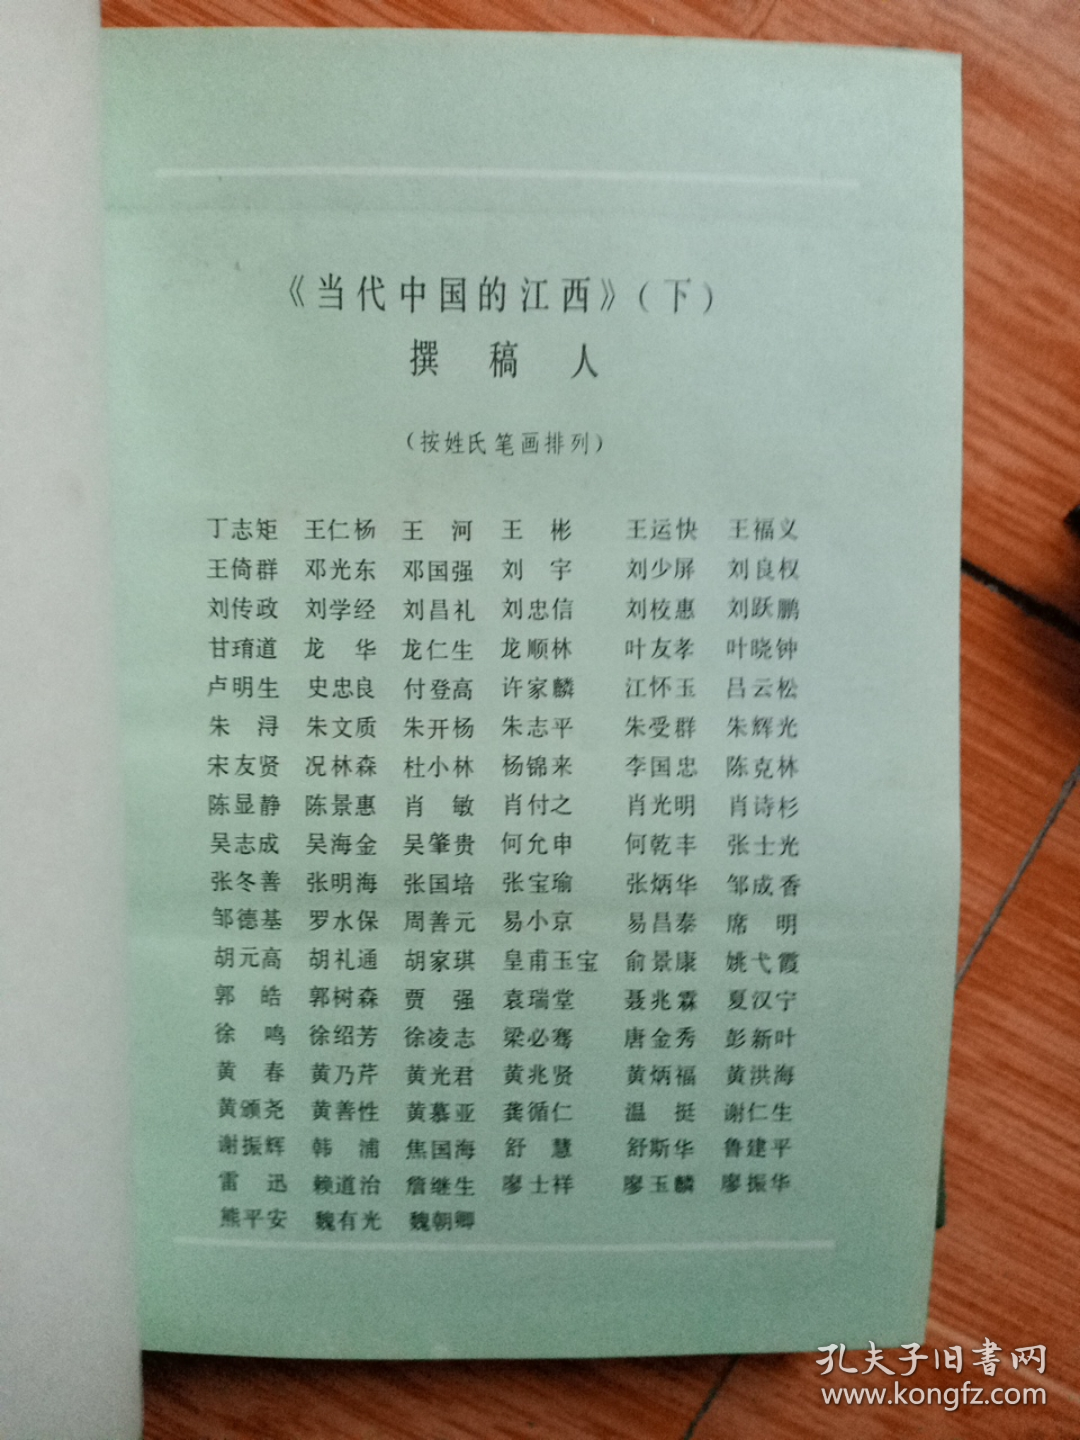 《当代中国的江西》(下)
撰稿人
(按姓氏笔画排列)
丁志矩 王仁杨 王河 王彬 王运快 王福义
王倚群 邓光东 邓国强 刘宇 刘少屏 刘良权
刘传政 刘学经 刘昌礼 刘忠信 刘校惠 刘跃鹏
甘堉道 龙华 龙仁生 龙顺林 叶友孝 叶晓钟
卢明生 史忠良 付登高 许家麟 江怀玉 吕云松
朱浔 朱文质 朱开杨 朱志平 朱受群 朱辉光
宋友贤 况林森 杜小林 杨锦来 李国忠 陈克林
陈显静 陈景惠 肖敏 肖付之 肖光明 肖诗杉
吴志成 吴海金 吴肇贵 何允申 何乾丰 张士光
张冬善 张明海 张国培 张宝瑜 张炳华 邹成香
邹德基 罗水保 周善元 易小京 易昌泰 席明
胡元高 胡礼通 胡家琪 皇甫玉宝 俞景康 姚弋霞
郭皓 郭树森 贾强 袁瑞堂 聂兆霖 夏汉宁
徐鸣 徐绍芳 徐凌志 梁必骞 唐金秀 彭新叶
黄春 黄乃芹 黄光君 黄兆贤 黄炳福 黄洪海
黄颁尧 黄善性 黄慕亚 龚循仁 温挺 谢仁生
谢振辉 韩浦 焦国海 舒慧 舒斯华 鲁建平
雷迅 赖道治 詹继生 廖士祥 廖玉麟 廖振华
熊平安 魏有光 魏朝卿
孔夫子旧書网
www.kongfz.com